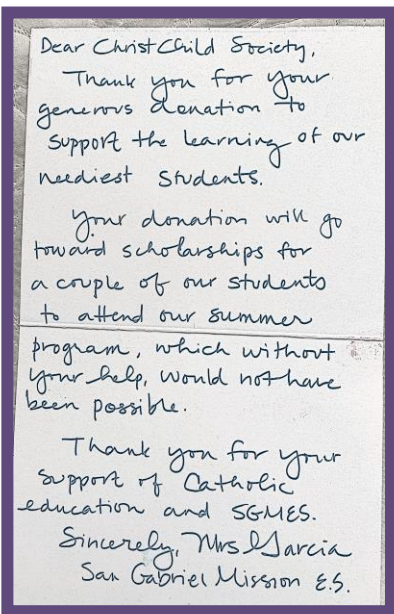 Dear Christ Child Society,
Thank you for your
generous donation to
support the learning of our
neediest students.
Your donation will go
toward scholarships for
a couple of our students
to attend our summer
program, which without
your help, would not have
been possible.
Thank you for your
support of Catholic
education and SGMES.
Sincerely, Mrs Garcia
San Gabriel Mission E.S.